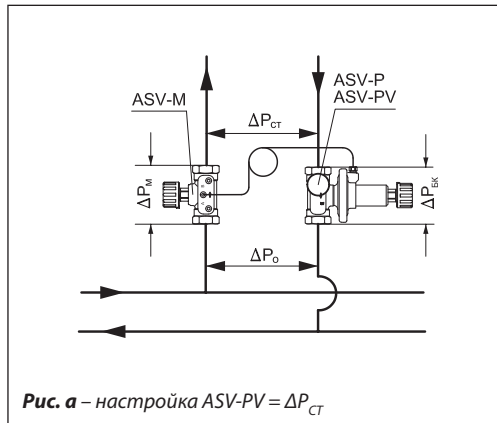 ASV-P
ASV-PV
ASV-M
ΔPст
ΔPм
ΔPБК
ΔPо
Рис. a – настройка ASV-PV = ΔPСТ